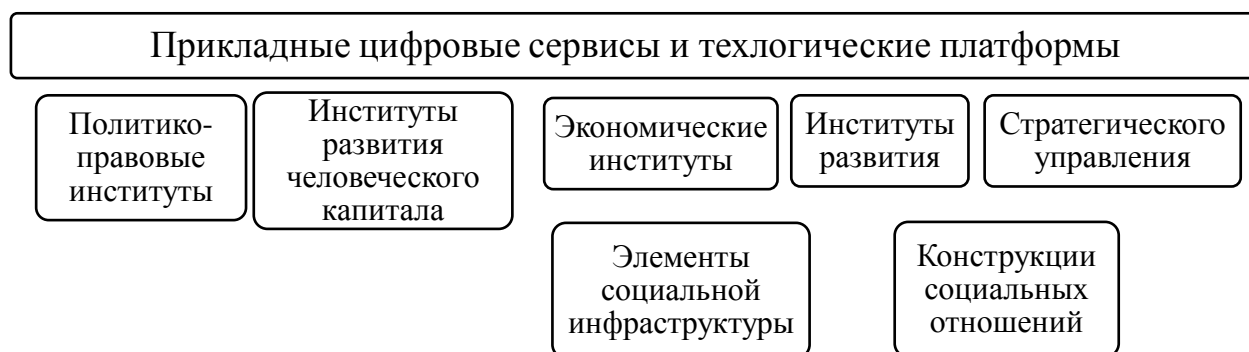 Прикладные цифровые сервисы и техлогические платформы
Политико-
правовые
институты
Институты
развития
человеческого
капитала
Экономические
институты
Институты
развития
Стратегического
управления
Элементы
социальной
инфраструктуры
Конструкции
социальных
отношений